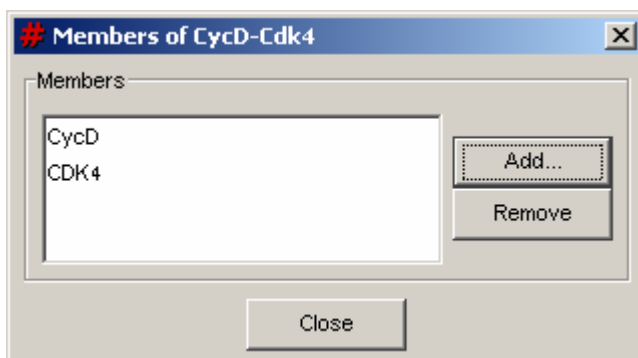 Members of CycD-Cdk4
Members
CycD
CDK4
Add...
Remove
Close